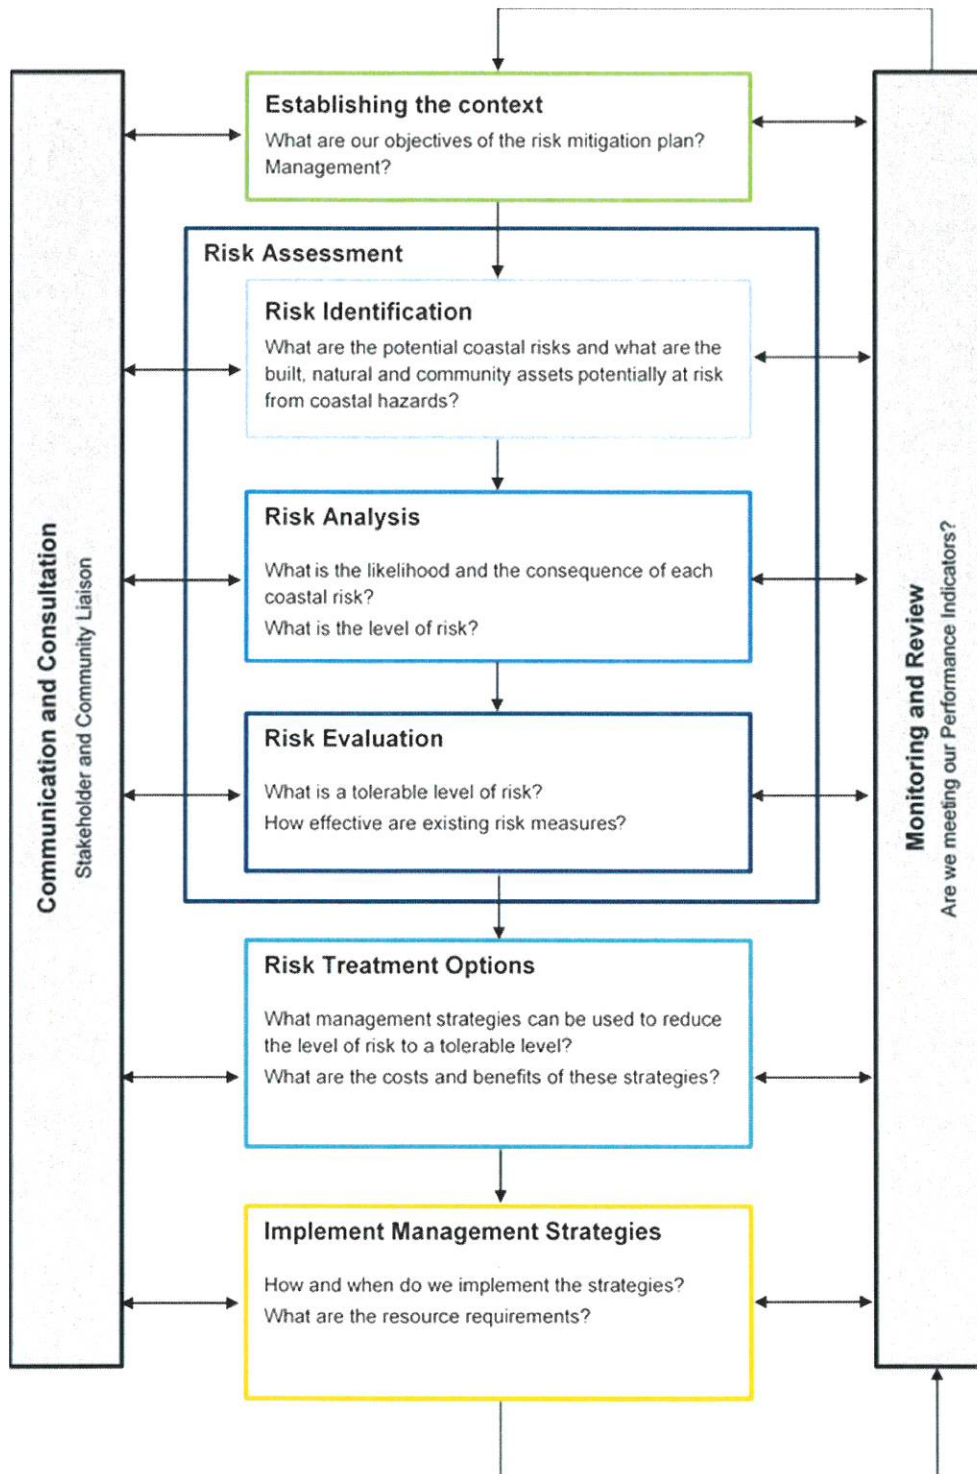 Establishing the context
What are our objectives of the risk mitigation plan?
Management?
Risk Assessment
Risk Identification
What are the potential coastal risks and what are the
built, natural and community assets potentially at risk
from coastal hazards?
Risk Analysis
What is the likelihood and the consequence of each
coastal risk?
What is the level of risk?
Risk Evaluation
What is a tolerable level of risk?
How effective are existing risk measures?
Risk Treatment Options
What management strategies can be used to reduce
the level of risk to a tolerable level?
What are the costs and benefits of these strategies?
Implement Management Strategies
How and when do we implement the strategies?
What are the resource requirements?
Communication and Consultation
Stakeholder and Community Liaison
Monitoring and Review
Are we meeting our Performance Indicators?